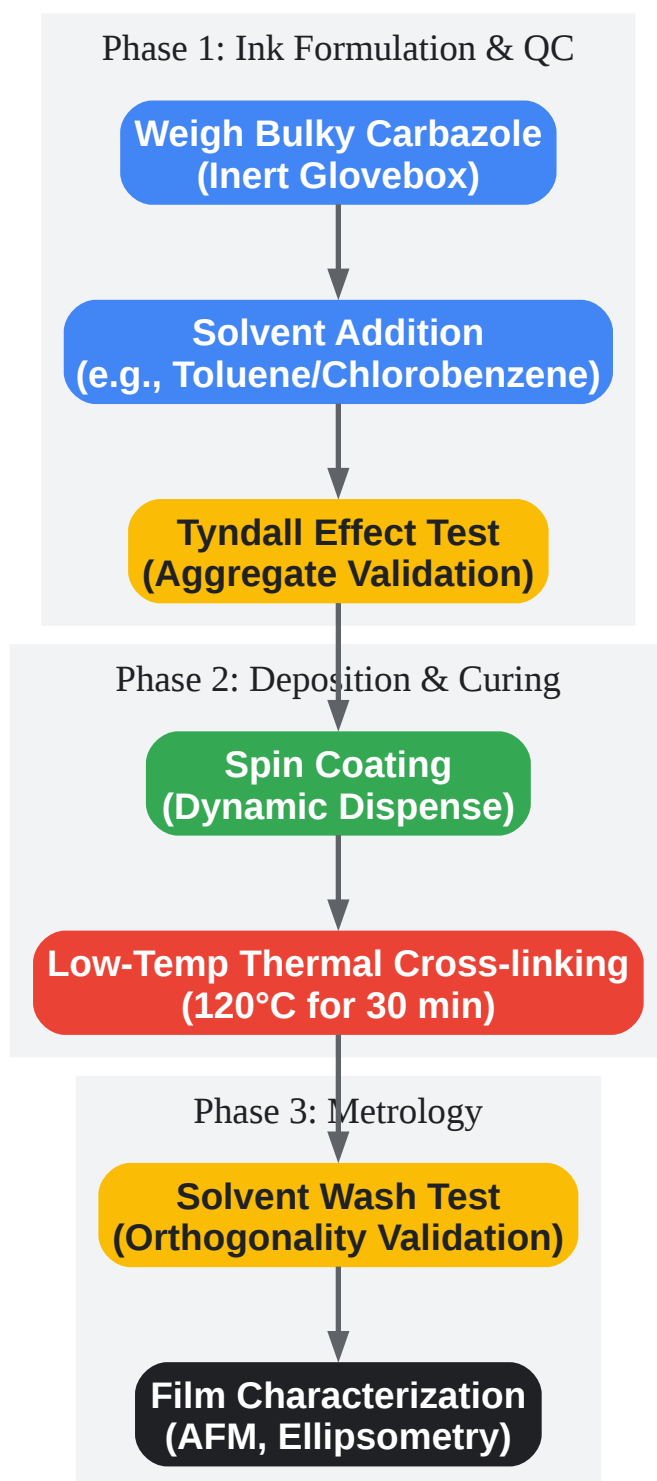 Phase 1: Ink Formulation & QC
Weigh Bulky Carbazole
(Inert Glovebox)
Solvent Addition
(e.g., Toluene/Chlorobenzene)
Tyndall Effect Test
(Aggregate Validation)
Phase 2: Deposition & Curing
Spin Coating
(Dynamic Dispense)
Low-Temp Thermal Cross-linking
(120°C for 30 min)
Phase 3: Metrology
Solvent Wash Test
(Orthogonality Validation)
Film Characterization
(AFM, Ellipsometry)